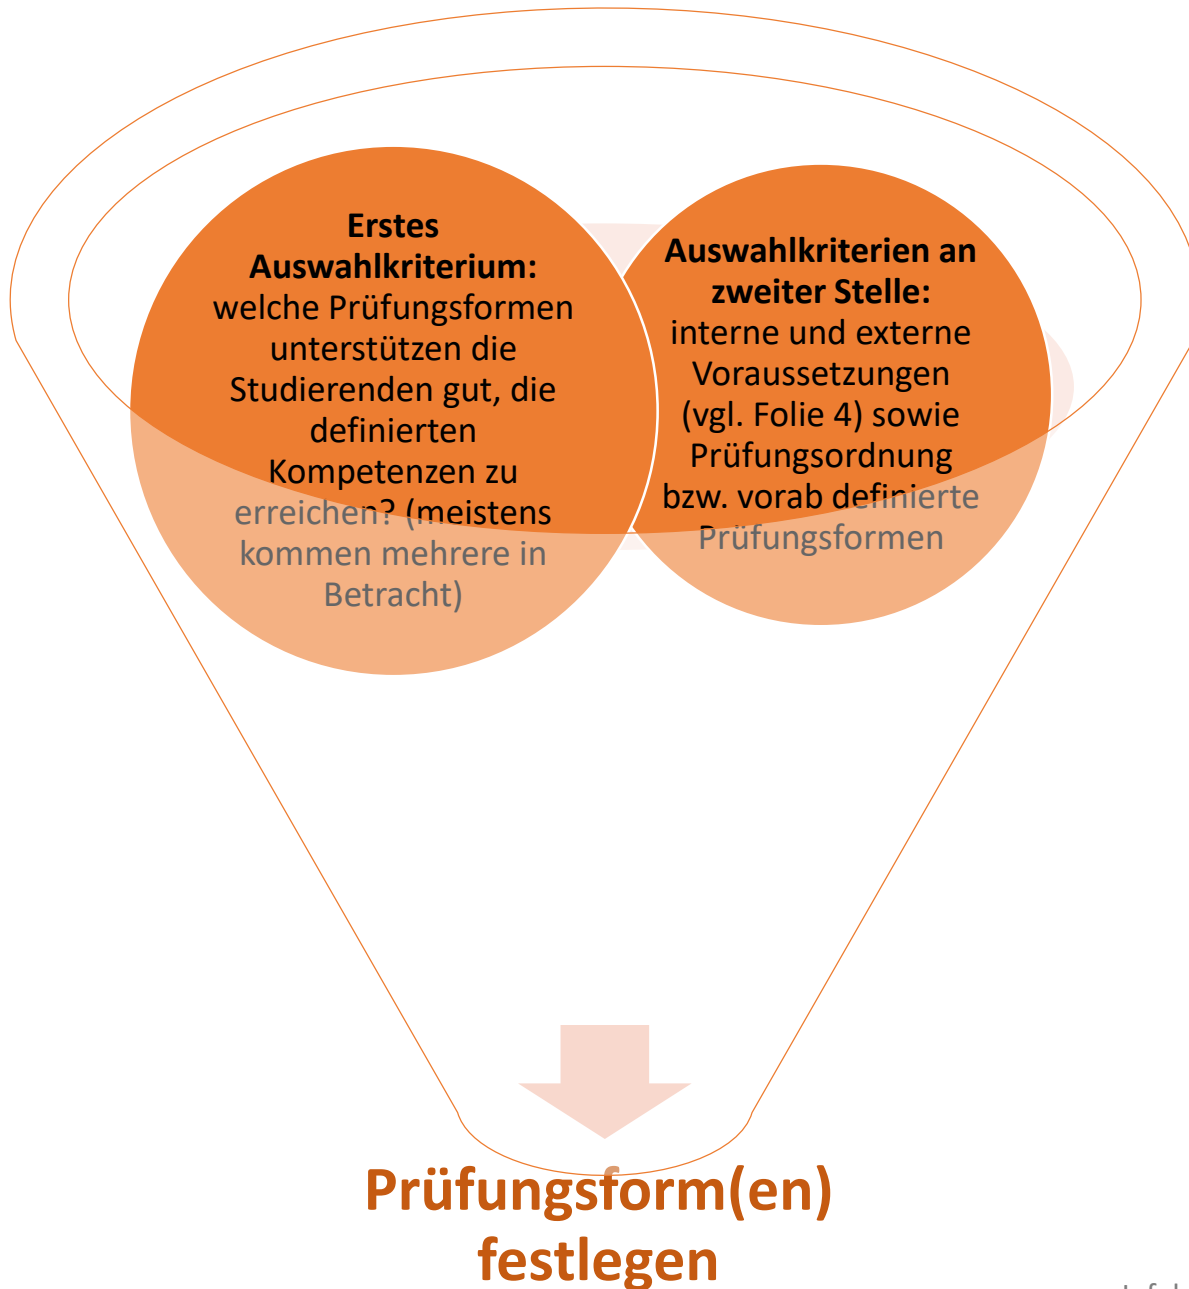 Erstes
Auswahlkriterium:
welche Prüfungsformen
unterstützen die
Studierenden gut, die
definierten
Kompetenzen zu
erreichen? (meistens
kommen mehrere in
Betracht)
Auswahlkriterien an
zweiter Stelle:
interne und externe
Voraussetzungen
(vgl. Folie 4) sowie
Prüfungsordnung
bzw. vorab definierte
Prüfungsformen
Prüfungsform(en)
festlegen